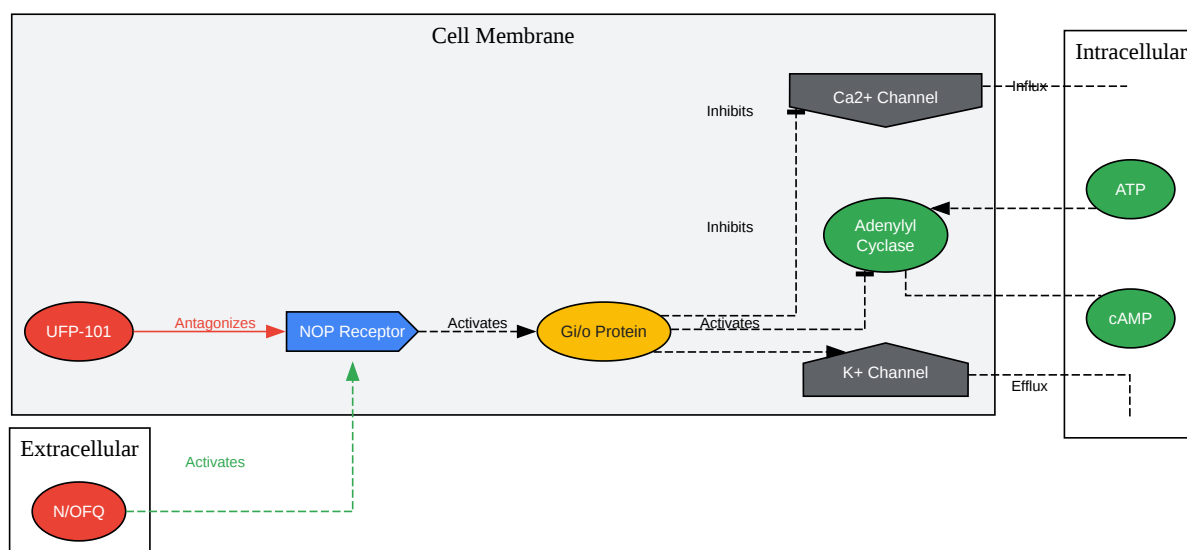 Cell Membrane
Intracellular
Ca2+ Channel
Influx
Inhibits
ATP
Inhibits
Adenylyl
Cyclase
cAMP
UFP-101
Antagonizes
NOP Receptor
Activates
Gi/o Protein
Activates
K+ Channel
Efflux
Extracellular
Activates
N/OFQ